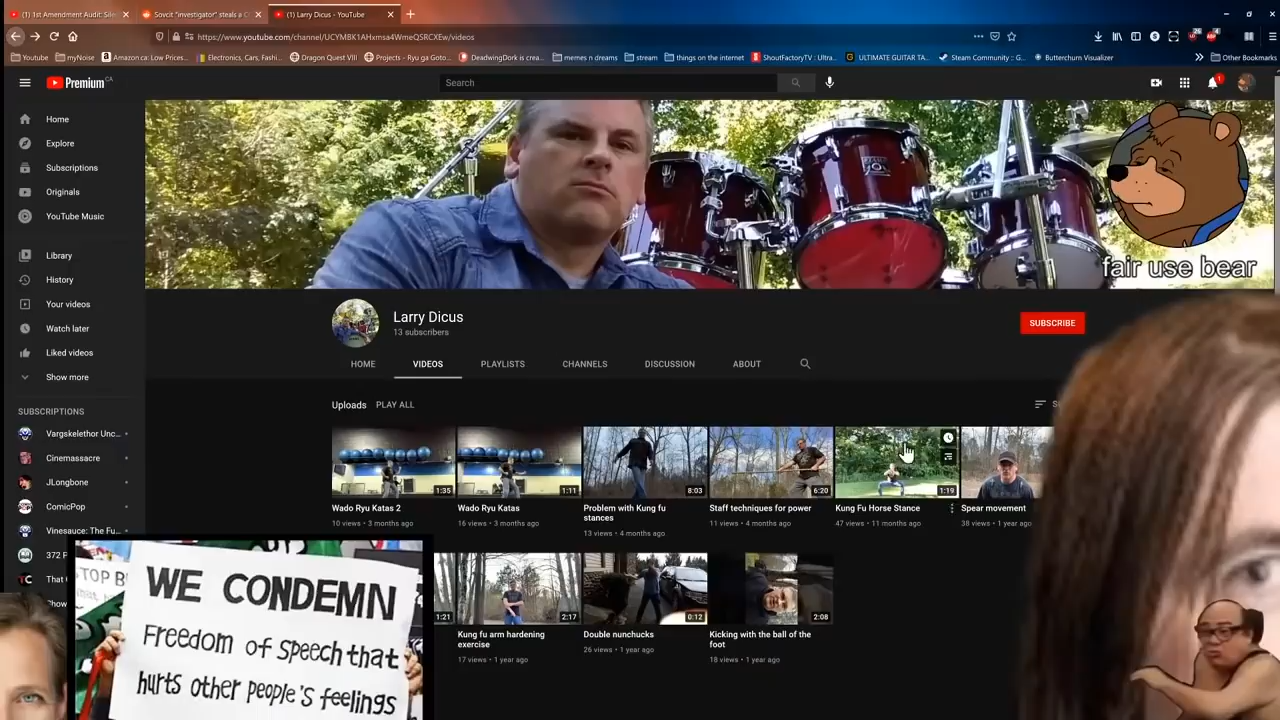 (1) 1st Amendment Audit: Sile
Sovcit "investigator" steals a C
(1) Larry Dicus - YouTube
https://www.youtube.com/channel/UCYM8K1AHxmsa4WmeQSRCXEw/videos
Youtube
myNoise
Amazon.ca: Low Prices...
Electronics, Cars, Fashi...
Dragon Quest VIII
Projects - Ryu ga Goto...
DeadwingDork is crea...
memes n dreams
stream
things on the internet
ShoutFactoryTV : Ultra...
ULTIMATE GUITAR TA...
Steam Community :: G...
Butterchurn Visualizer
Other Bookmarks
Premium CA
Search
1
Home
Explore
Subscriptions
Originals
YouTube Music
Library
History
Your videos
Watch later
Liked videos
Show more
SUBSCRIPTIONS
Vargskelethor Unc...
Cinemassacre
JLongbone
ComicPop
Vinesauce: The Fu...
372 P
That
Show
TAMA
fair use bear
Larry Dicus
13 subscribers
SUBSCRIBE
HOME
VIDEOS
PLAYLISTS
CHANNELS
DISCUSSION
ABOUT
Uploads
PLAY ALL
1:35
1:11
8:03
6:20
1:19
Wado Ryu Katas 2
10 views • 3 months ago
Wado Ryu Katas
16 views • 3 months ago
Problem with Kung fu
stances
13 views • 4 months ago
Staff techniques for power
11 views • 4 months ago
Kung Fu Horse Stance
47 views • 11 months ago
Spear movement
38 views • 1 year ago
1:21
2:17
0:12
2:08
Kung fu arm hardening
exercise
17 views • 1 year ago
Double nunchucks
26 views • 1 year ago
Kicking with the ball of the
foot
18 views • 1 year ago
TOP B
WE CONDEMN
Freedom of speech that
hurts other people's feelings